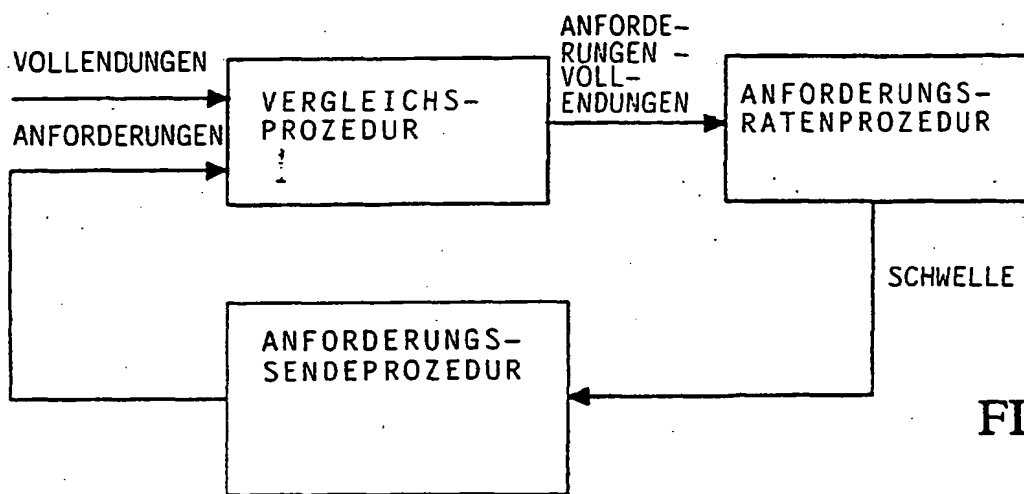 VOLLENDUNGEN
ANFORDERUNGEN
VERGLEICHS-
PROZEDUR
ANFORDE-
RUNGEN -
VOLL-
ENDUNGEN
ANFORDERUNGS-
RATENPROZEDUR
SCHWELLE
ANFORDERUNGS-
SENDEPROZEDUR